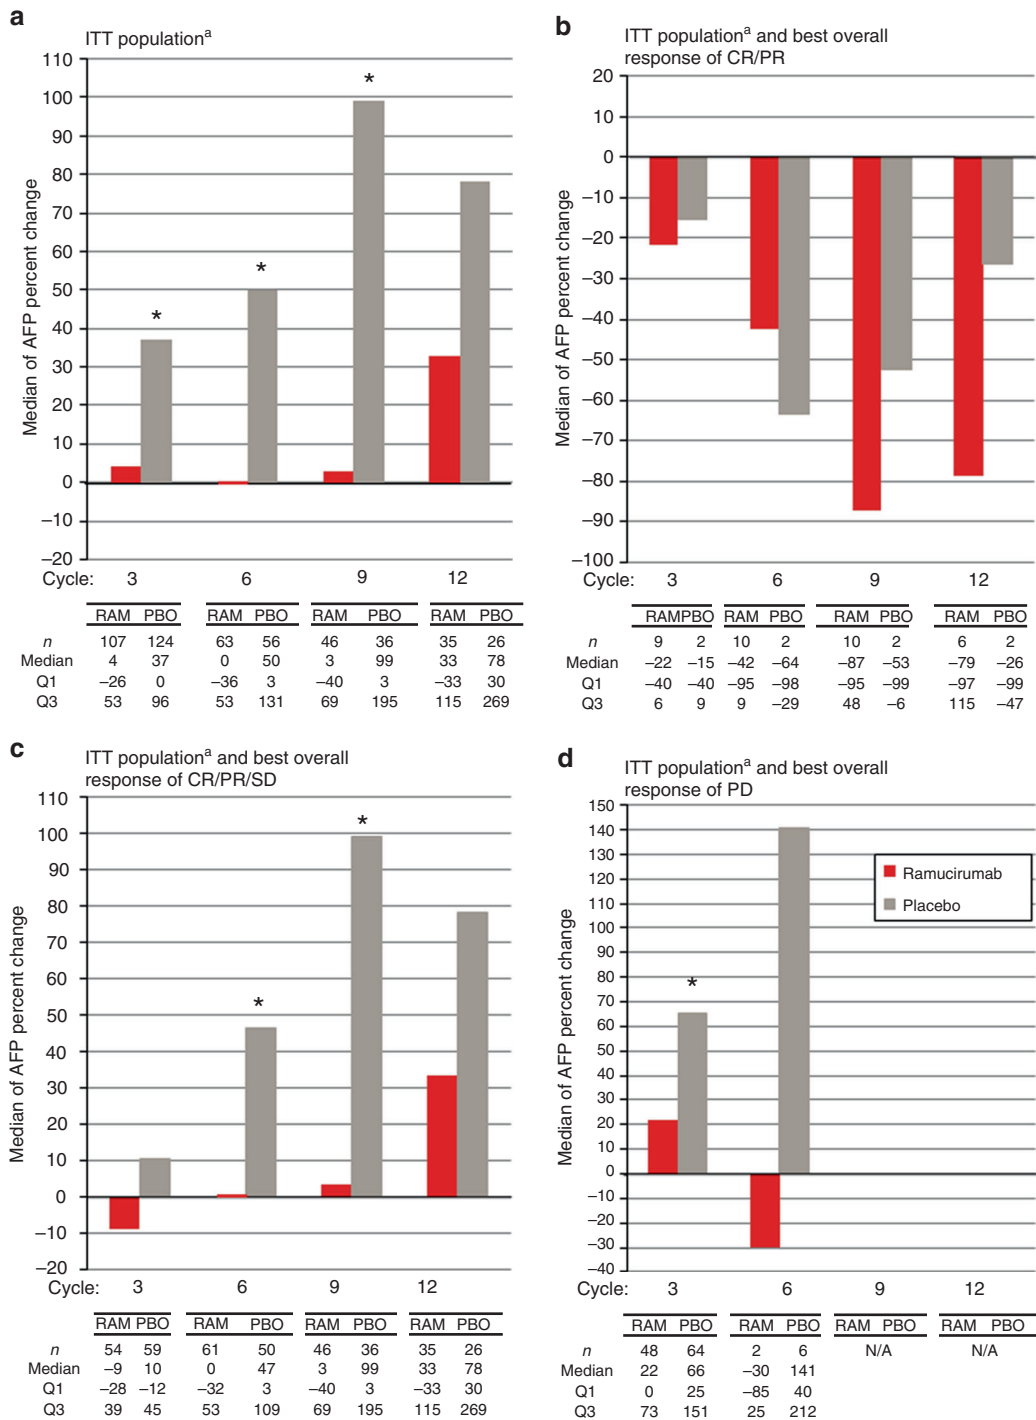 a
ITT populationᵃ
110
100
90
80
70
60
50
40
30
20
10
0
–10
–20
Median of AFP percent change
*
*
*
Cycle: 3 6 9 12
RAM PBO RAM PBO RAM PBO RAM PBO
n 107 124 63 56 46 36 35 26
Median 4 37 0 50 3 99 33 78
Q1 –26 0 –36 3 –40 3 –33 30
Q3 53 96 53 131 69 195 115 269
b
ITT populationᵃ and best overall
response of CR/PR
20
10
0
–10
–20
–30
–40
–50
–60
–70
–80
–90
–100
Median of AFP percent change
3 6 9 12
RAM PBO RAM PBO RAM PBO RAM PBO
9 2 10 2 10 2 6 2
–22 –15 –42 –64 –87 –53 –79 –26
–40 –40 –95 –98 –95 –99 –97 –99
6 9 9 –29 48 –6 115 –47
c
ITT populationᵃ and best overall
response of CR/PR/SD
110
100
90
80
70
60
50
40
30
20
10
0
–10
–20
Median of AFP percent change
*
*
Cycle: 3 6 9 12
RAM PBO RAM PBO RAM PBO RAM PBO
n 54 59 61 50 46 36 35 26
Median –9 10 0 47 3 99 33 78
Q1 –28 –12 –32 3 –40 3 –33 30
Q3 39 45 53 109 69 195 115 269
d
ITT populationᵃ and best overall
response of PD
150
140
130
120
110
100
90
80
70
60
50
40
30
20
10
0
–10
–20
–30
–40
Median of AFP percent change
*
Ramucirumab
Placebo
3 6 9 12
RAM PBO RAM PBO RAM PBO RAM PBO
48 64 2 6 N/A N/A
22 66 –30 141
0 25 –85 40
73 151 25 212